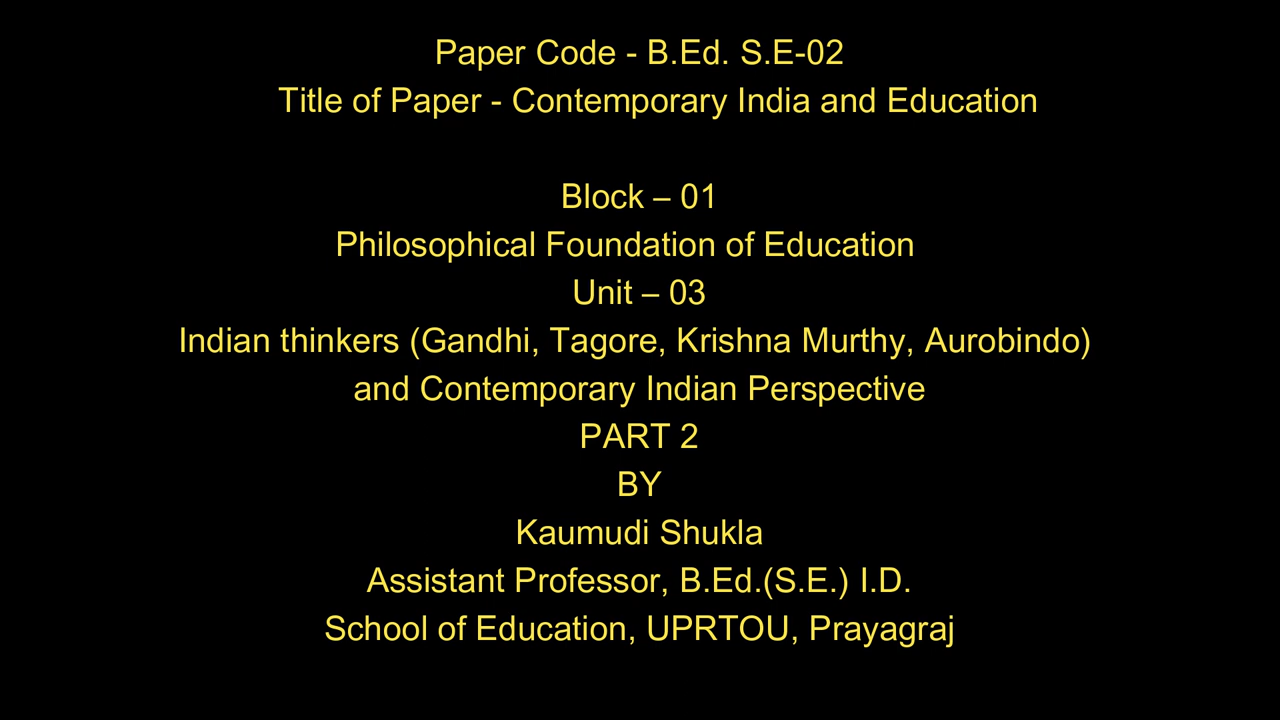 Paper Code - B.Ed. S.E-02
Title of Paper - Contemporary India and Education
Block – 01
Philosophical Foundation of Education
Unit – 03
Indian thinkers (Gandhi, Tagore, Krishna Murthy, Aurobindo)
and Contemporary Indian Perspective
PART 2
BY
Kaumudi Shukla
Assistant Professor, B.Ed.(S.E.) I.D.
School of Education, UPRTOU, Prayagraj